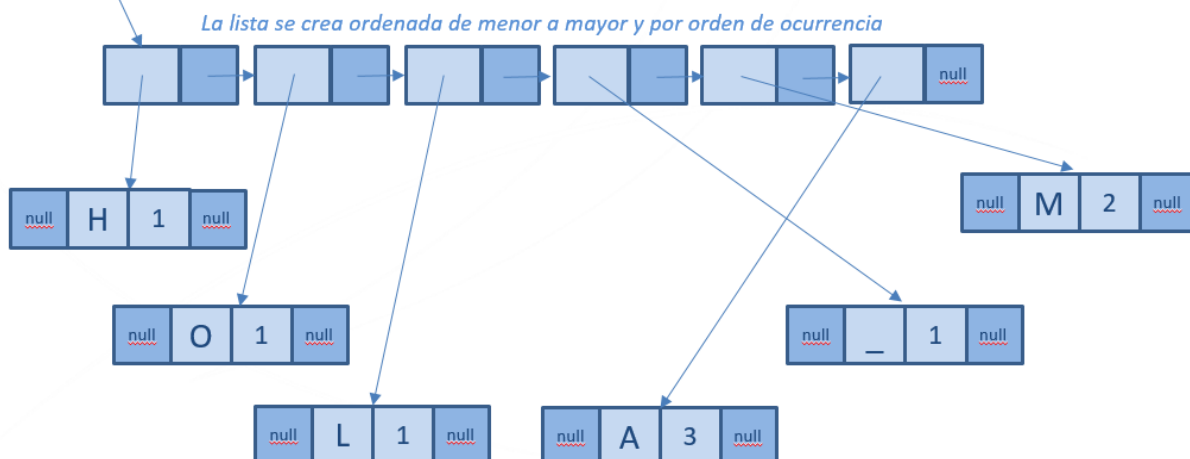 La lista se crea ordenada de menor a mayor y por orden de ocurrencia
null
null H 1 null
null M 2 null
null O 1 null
null _ 1 null
null L 1 null
null A 3 null